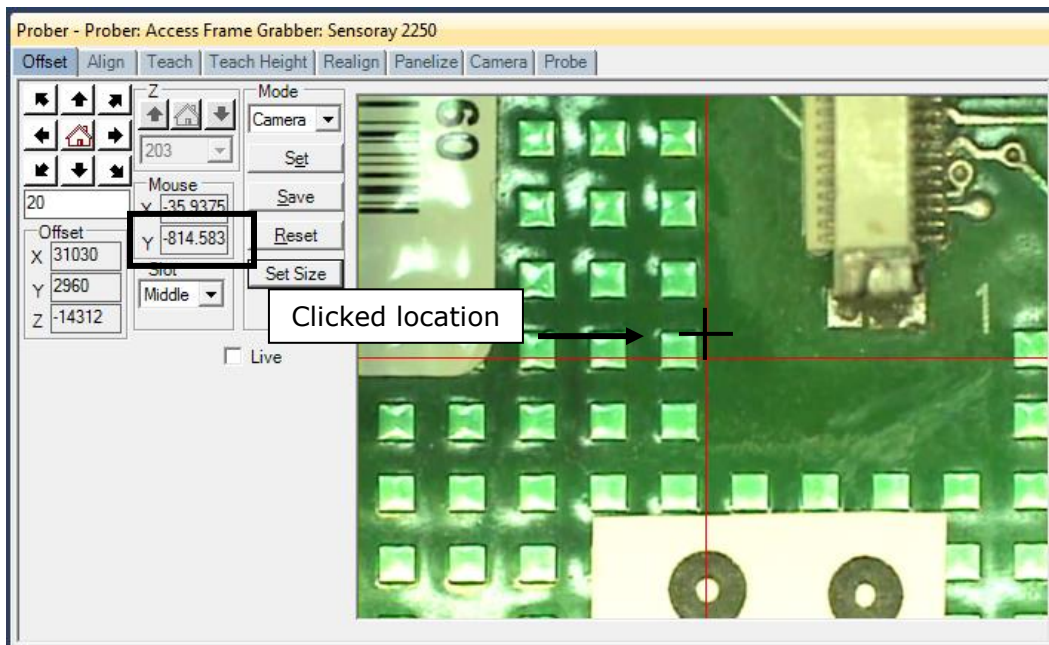 Prober - Prober: Access Frame Grabber: Sensoray 2250
Offset Align Teach Teach Height Realign Panelize Camera Probe
Z
203
Mode
Camera
Set
Save
Reset
Set Size
20
Mouse
X -35.9375
Y -814.583
Offset
X 31030
Y 2960
Z -14312
Slot
Middle
Live
Clicked location
60
1